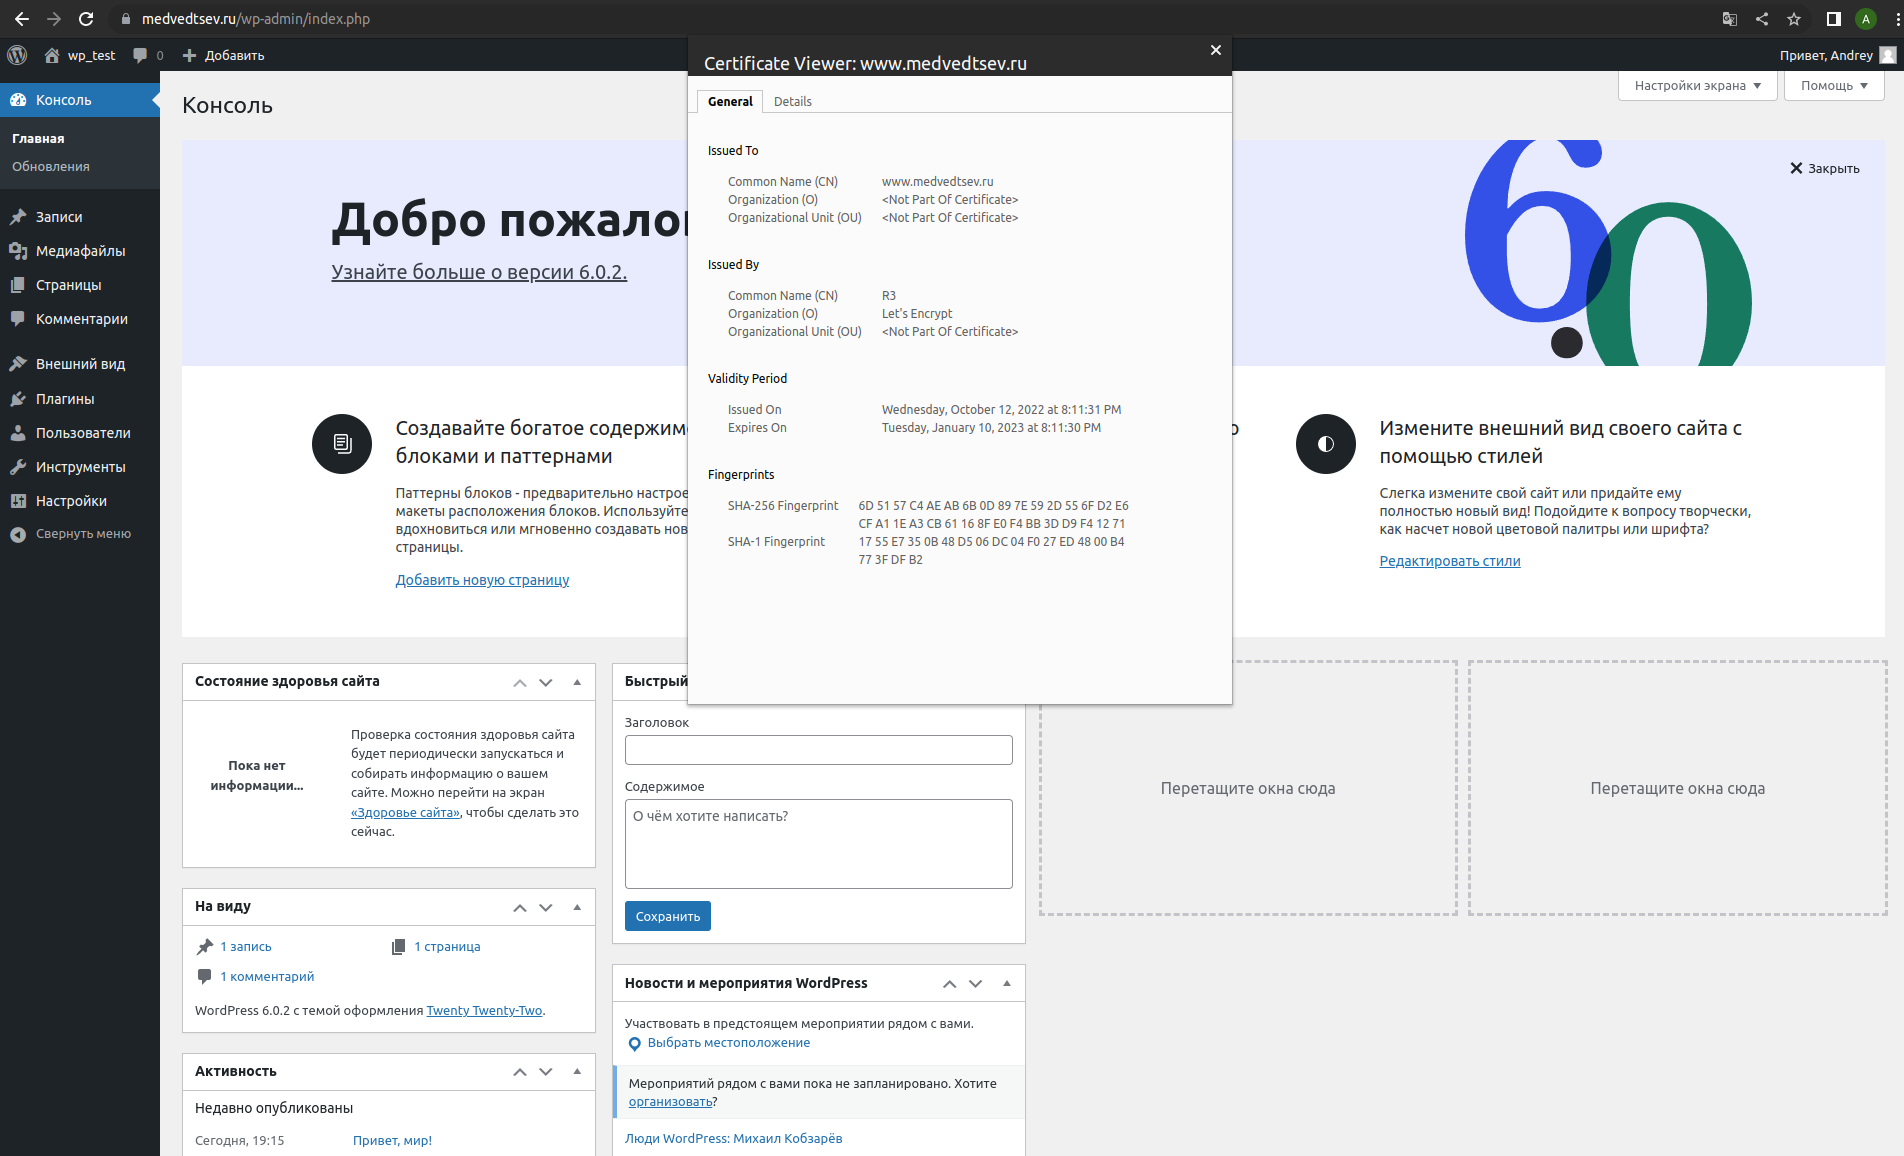 medvedtsev.ru/wp-admin/index.php
A
wp_test
0
Добавить
Привет, Andrey
Консоль
Главная
Обновления
Записи
Медиафайлы
Страницы
Комментарии
Внешний вид
Плагины
Пользователи
Инструменты
Настройки
Свернуть меню
Консоль
Настройки экрана
Помощь
Узнайте больше о версии 6.0.2.
Добро
6.0
Закрыть
Создавайте богатое
блоками и паттернами
Паттерны блоков - предварительно
макеты расположения блоков. Используйте
вдохновиться или мгновенно создавать
страницы.
Добавить новую страницу
Измените внешний вид своего сайта с
помощью стилей
Слегка измените свой сайт или придайте ему
полностью новый вид! Подойдите к вопросу творчески,
как насчет новой цветовой палитры или шрифта?
Редактировать стили
Certificate Viewer: www.medvedtsev.ru
General
Details
Issued To
Common Name (CN) www.medvedtsev.ru
Organization (O) <Not Part Of Certificate>
Organizational Unit (OU) <Not Part Of Certificate>
Issued By
Common Name (CN) R3
Organization (O) Let's Encrypt
Organizational Unit (OU) <Not Part Of Certificate>
Validity Period
Issued On Wednesday, October 12, 2022 at 8:11:31 PM
Expires On Tuesday, January 10, 2023 at 8:11:30 PM
Fingerprints
SHA-256 Fingerprint 6D 51 57 C4 AE AB 6B 0D 89 7E 59 2D 55 6F D2 E6
CF A1 1E A3 CB 61 16 8F E0 F4 BB 3D D9 F4 12 71
SHA-1 Fingerprint 17 55 E7 35 0B 48 D5 06 DC 04 F0 27 ED 48 00 B4
77 3F DF B2
Состояние здоровья сайта
Пока нет
информации...
Проверка состояния здоровья сайта
будет периодически запускаться и
собирать информацию о вашем
сайте. Можно перейти на экран
«Здоровье сайта», чтобы сделать это
сейчас.
На виду
1 запись
1 страница
1 комментарий
WordPress 6.0.2 с темой оформления Twenty Twenty-Two.
Активность
Недавно опубликованы
Сегодня, 19:15
Привет, мир!
Быстрый
Заголовок
Содержимое
О чём хотите написать?
Сохранить
Новости и мероприятия WordPress
Участвовать в предстоящем мероприятии рядом с вами.
Выбрать местоположение
Мероприятий рядом с вами пока не запланировано. Хотите
организовать?
Люди WordPress: Михаил Кобзарёв
Перетащите окна сюда
Перетащите окна сюда